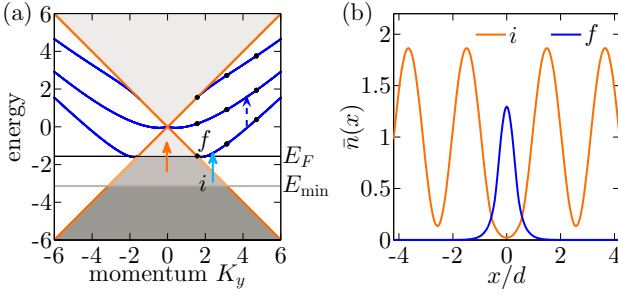 (a)
6
4
2
0
-2
-4
-6
energy
-6 -4 -2 0 2 4 6
momentum K_y
f
i
E_F
E_min
(b)
2
1.5
1
0.5
0
n̄(x)
i f
-4 -2 0 2 4
x/d